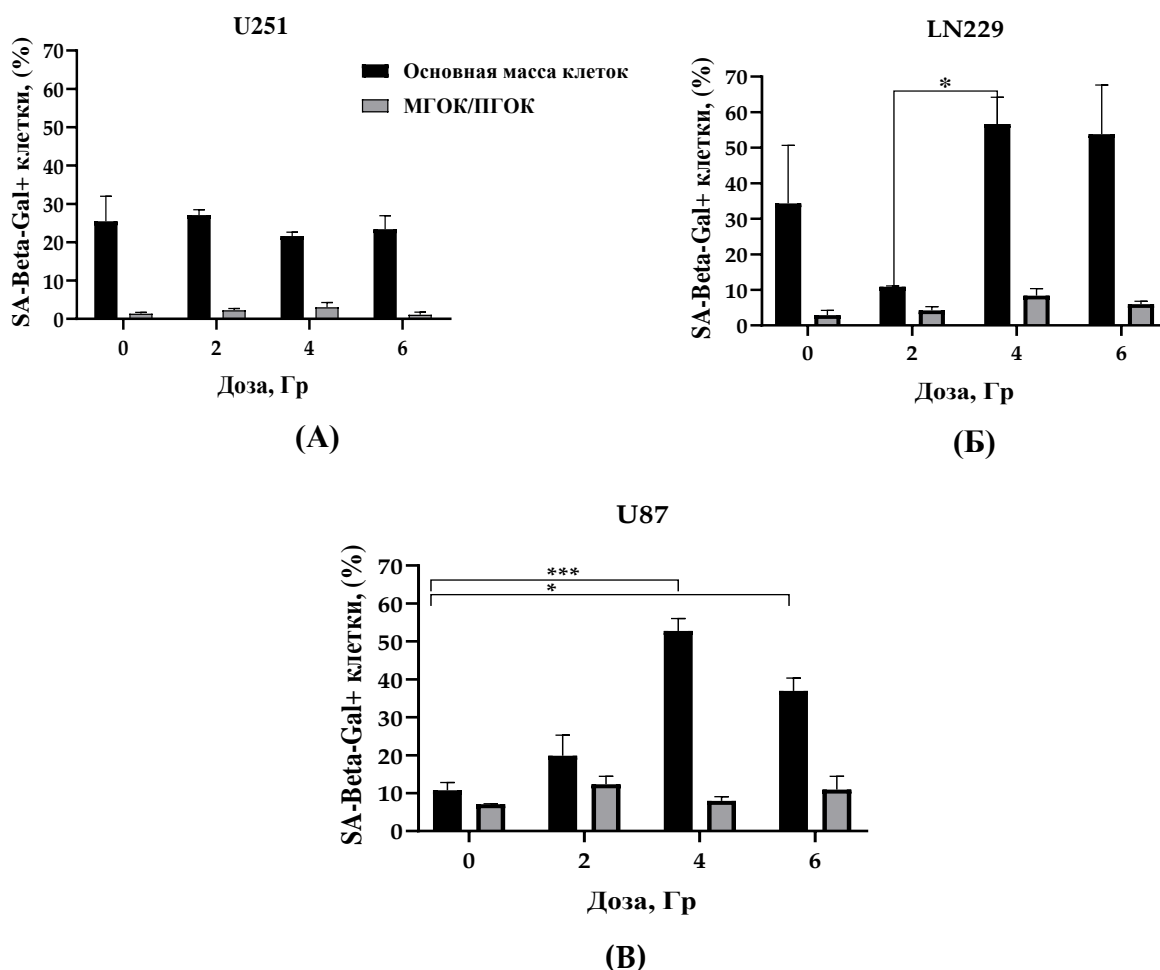 U251
SA-Beta-Gal+ клетки, (%)
70
60
50
40
30
20
10
0
Основная масса клеток
МГОК/ПГОК
0 2 4 6
Доза, Гр
(А)
LN229
SA-Beta-Gal+ клетки, (%)
70
60
50
40
30
20
10
0
*
0 2 4 6
Доза, Гр
(Б)
U87
SA-Beta-Gal+ клетки, (%)
70
60
50
40
30
20
10
0
***
*
0 2 4 6
Доза, Гр
(В)